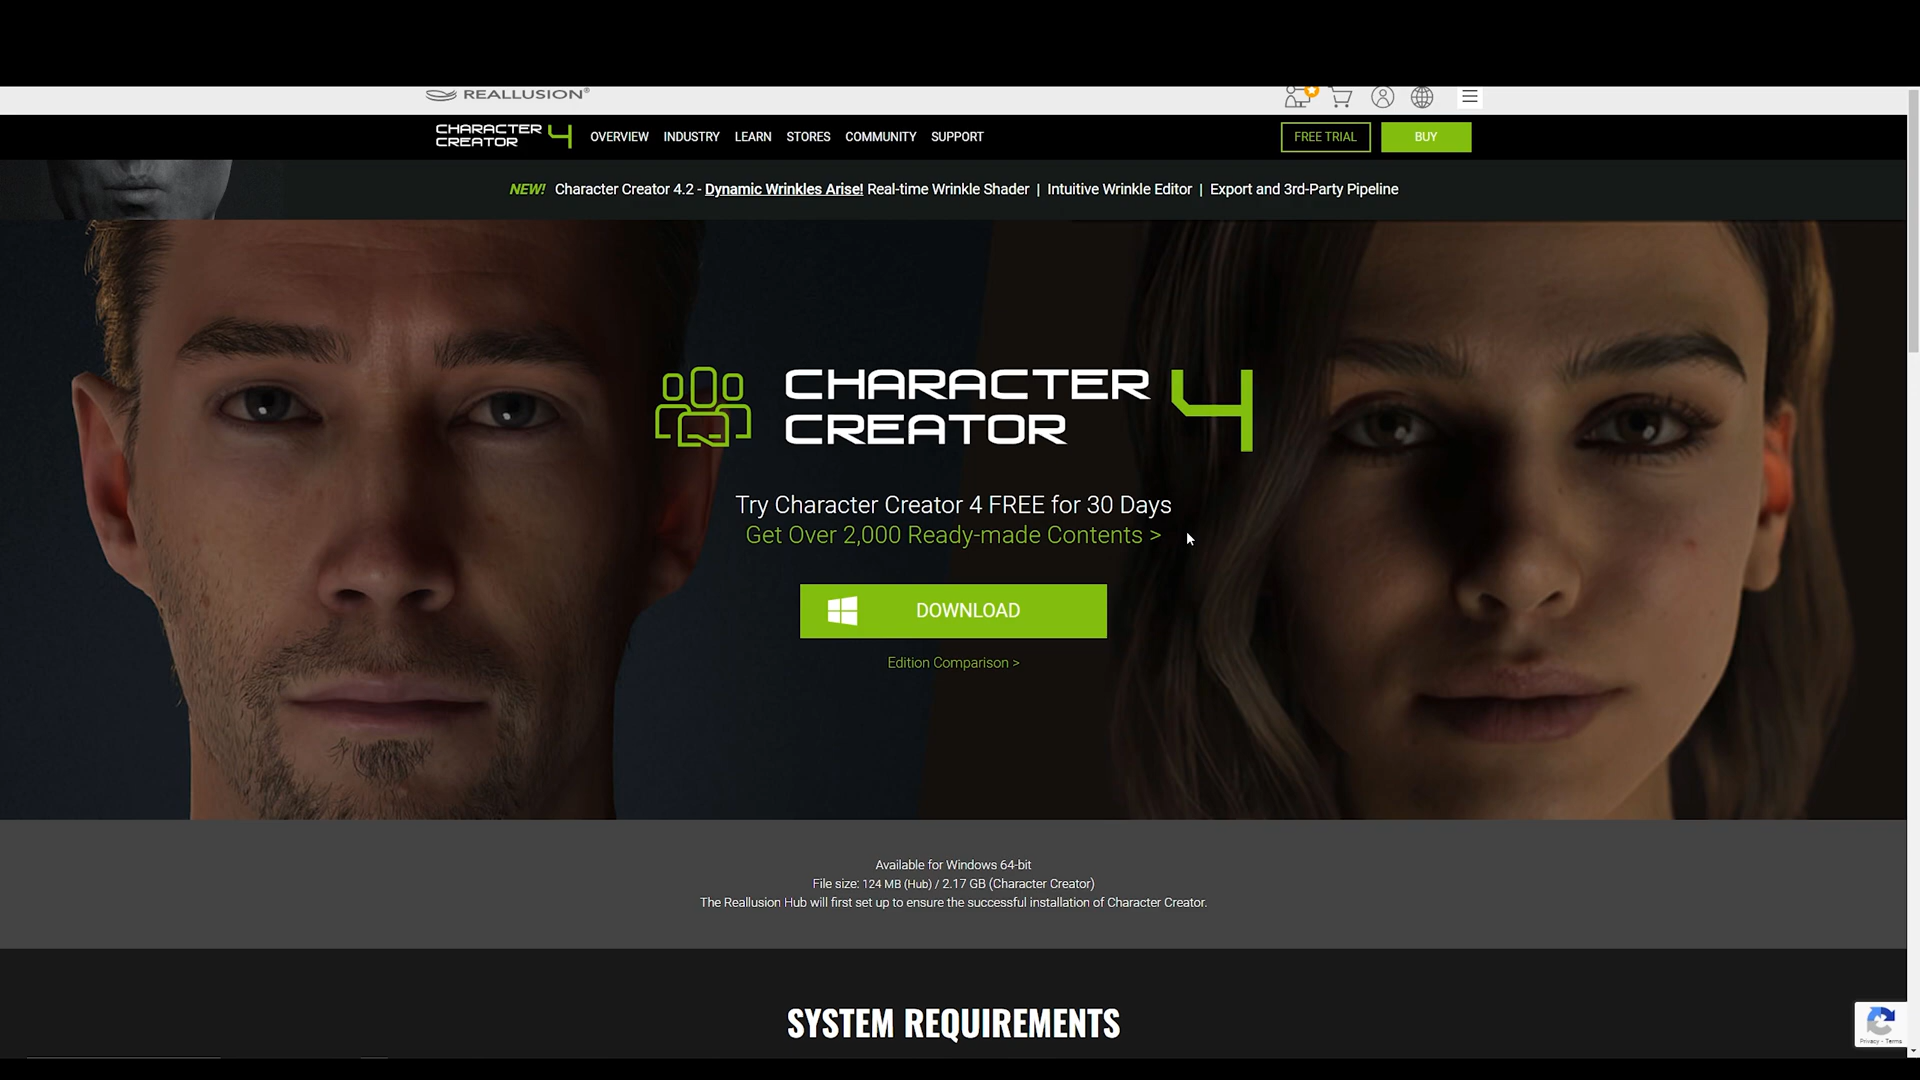 REALLUSION®
CHARACTER CREATOR 4
OVERVIEW INDUSTRY LEARN STORES COMMUNITY SUPPORT
FREE TRIAL
BUY
NEW! Character Creator 4.2 - Dynamic Wrinkles Arise! Real-time Wrinkle Shader | Intuitive Wrinkle Editor | Export and 3rd-Party Pipeline
CHARACTER
CREATOR 4
Try Character Creator 4 FREE for 30 Days
Get Over 2,000 Ready-made Contents >
DOWNLOAD
Edition Comparison >
Available for Windows 64-bit
File size: 124 MB (Hub) / 2.17 GB (Character Creator)
The Reallusion Hub will first set up to ensure the successful installation of Character Creator.
SYSTEM REQUIREMENTS
Privacy - Terms